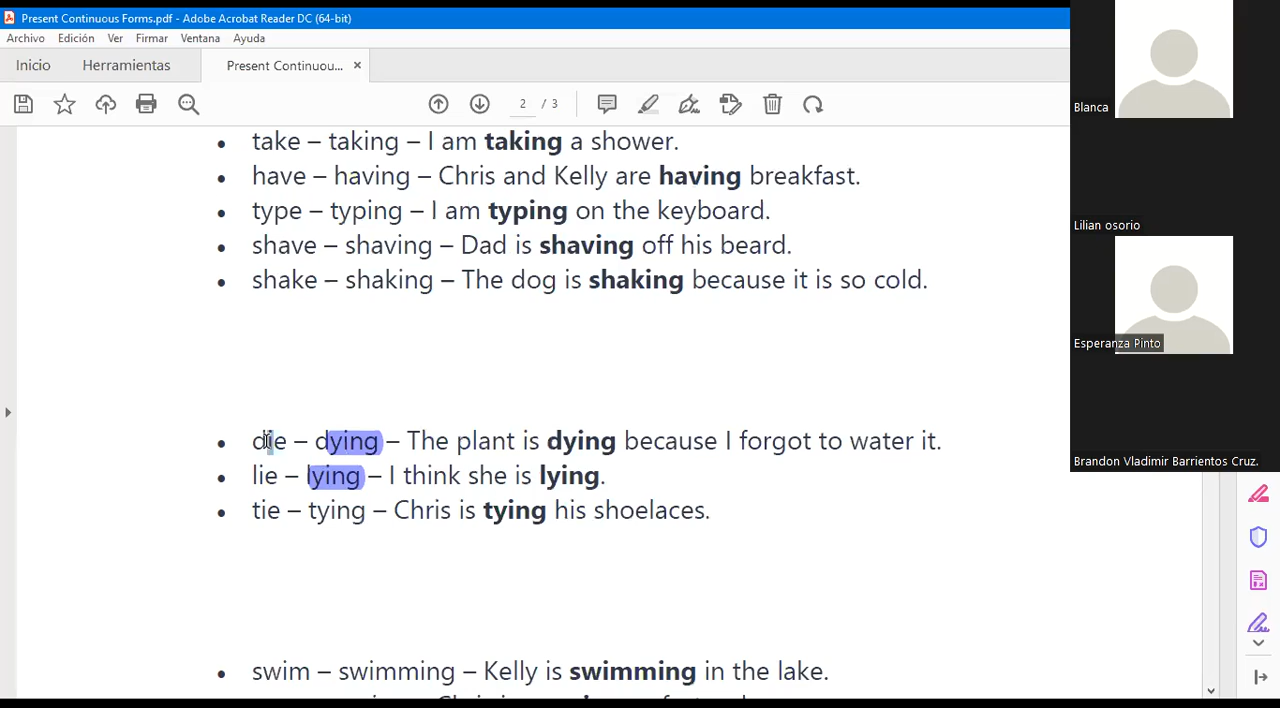 Present Continuous Forms.pdf - Adobe Acrobat Reader DC (64-bit)
Archivo Edición Ver Firmar Ventana Ayuda
Inicio Herramientas Present Continuou... ×
2 / 3
• take – taking – I am taking a shower.
• have – having – Chris and Kelly are having breakfast.
• type – typing – I am typing on the keyboard.
• shave – shaving – Dad is shaving off his beard.
• shake – shaking – The dog is shaking because it is so cold.
• die – dying – The plant is dying because I forgot to water it.
• lie – lying – I think she is lying.
• tie – tying – Chris is tying his shoelaces.
• swim – swimming – Kelly is swimming in the lake.
Blanca
Lilian osorio
Esperanza Pinto
Brandon Vladimir Barrientos Cruz.